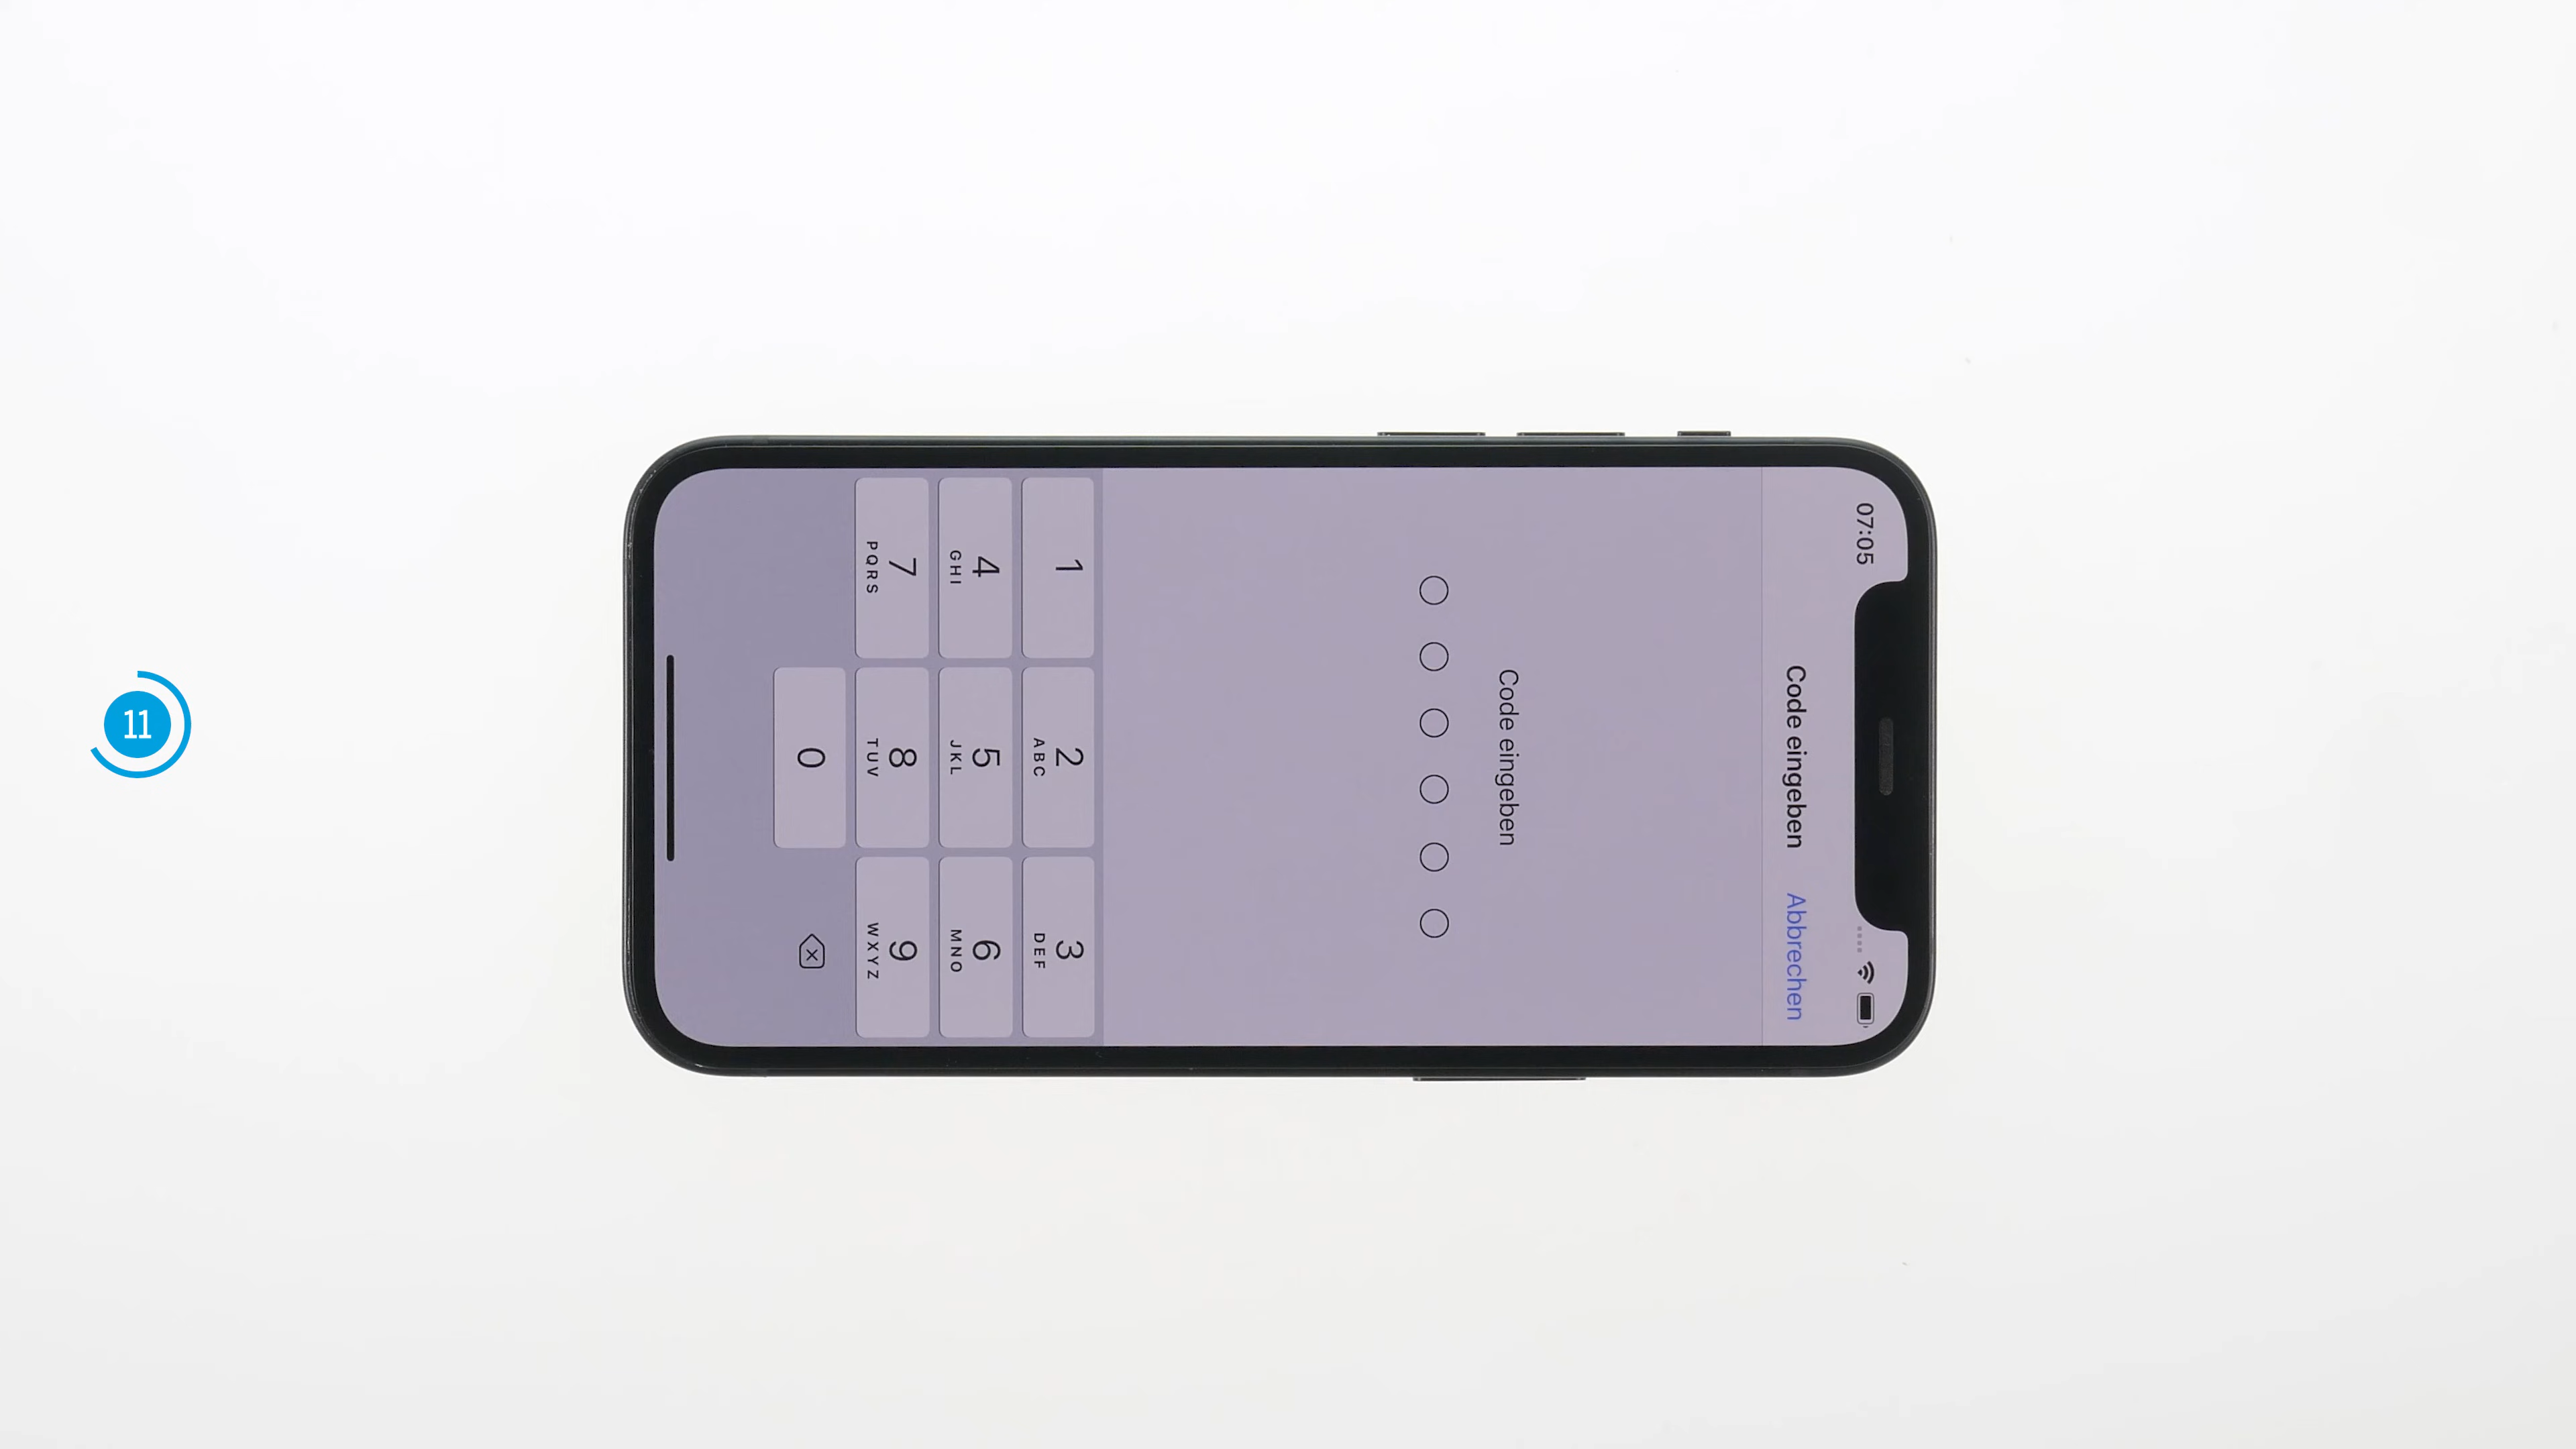 07:05
Code eingeben
Abbrechen
Code eingeben
1
2
ABC
3
DEF
4
GHI
5
JKL
6
MNO
7
PQRS
8
TUV
9
WXYZ
0
11